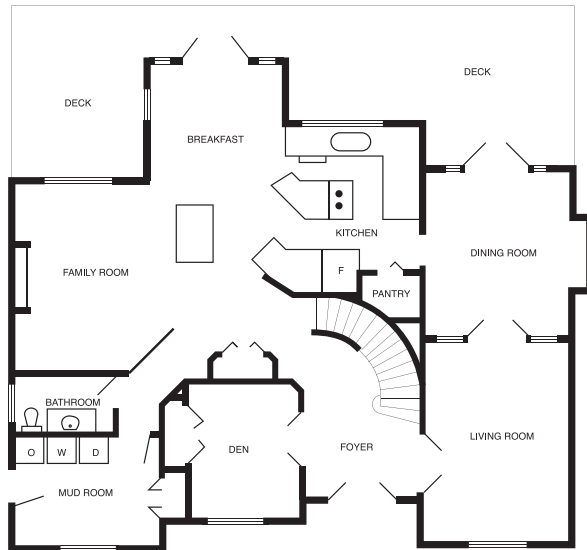 DECK
DECK
BREAKFAST
KITCHEN
DINING ROOM
FAMILY ROOM
F
PANTRY
BATHROOM
O W D
MUD ROOM
DEN
FOYER
LIVING ROOM